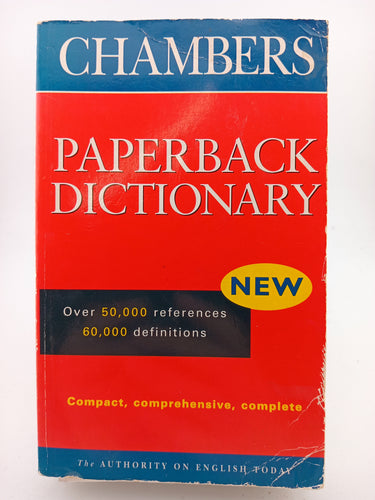 CHAMBERS
PAPERBACK
DICTIONARY
NEW
Over 50,000 references
60,000 definitions
Compact, comprehensive, complete
The AUTHORITY ON ENGLISH TODAY